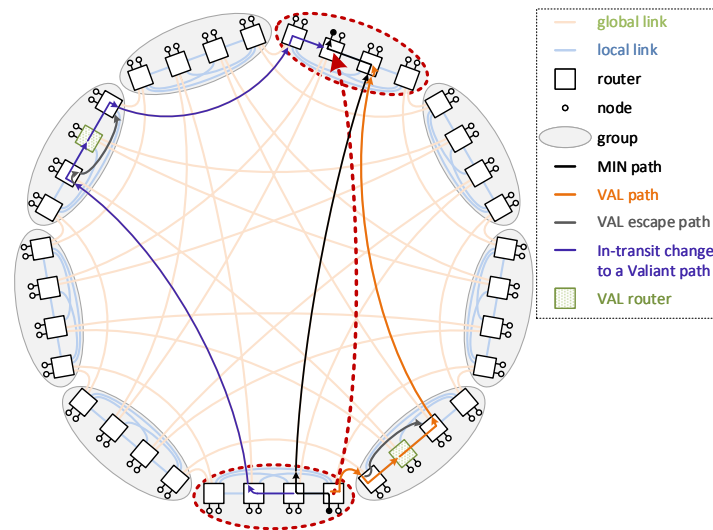 global link
local link
router
node
group
MIN path
VAL path
VAL escape path
In-transit change
to a Valiant path
VAL router